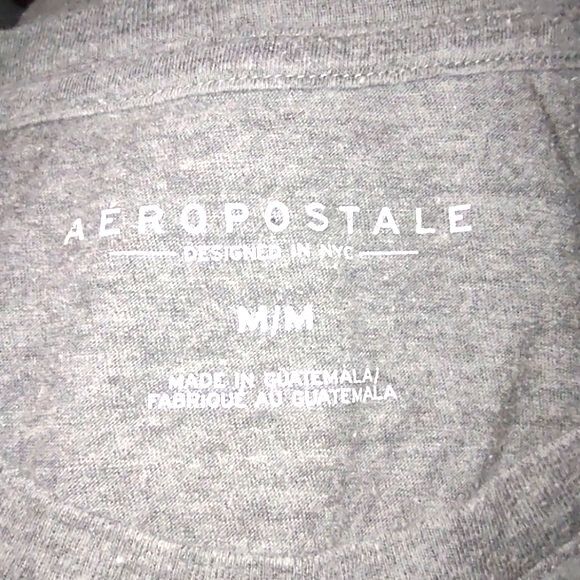 AÉROPOSTALE
DESIGNED IN NYC
M/M
MADE IN GUATEMALA/
FABRIQUÉ AU GUATEMALA